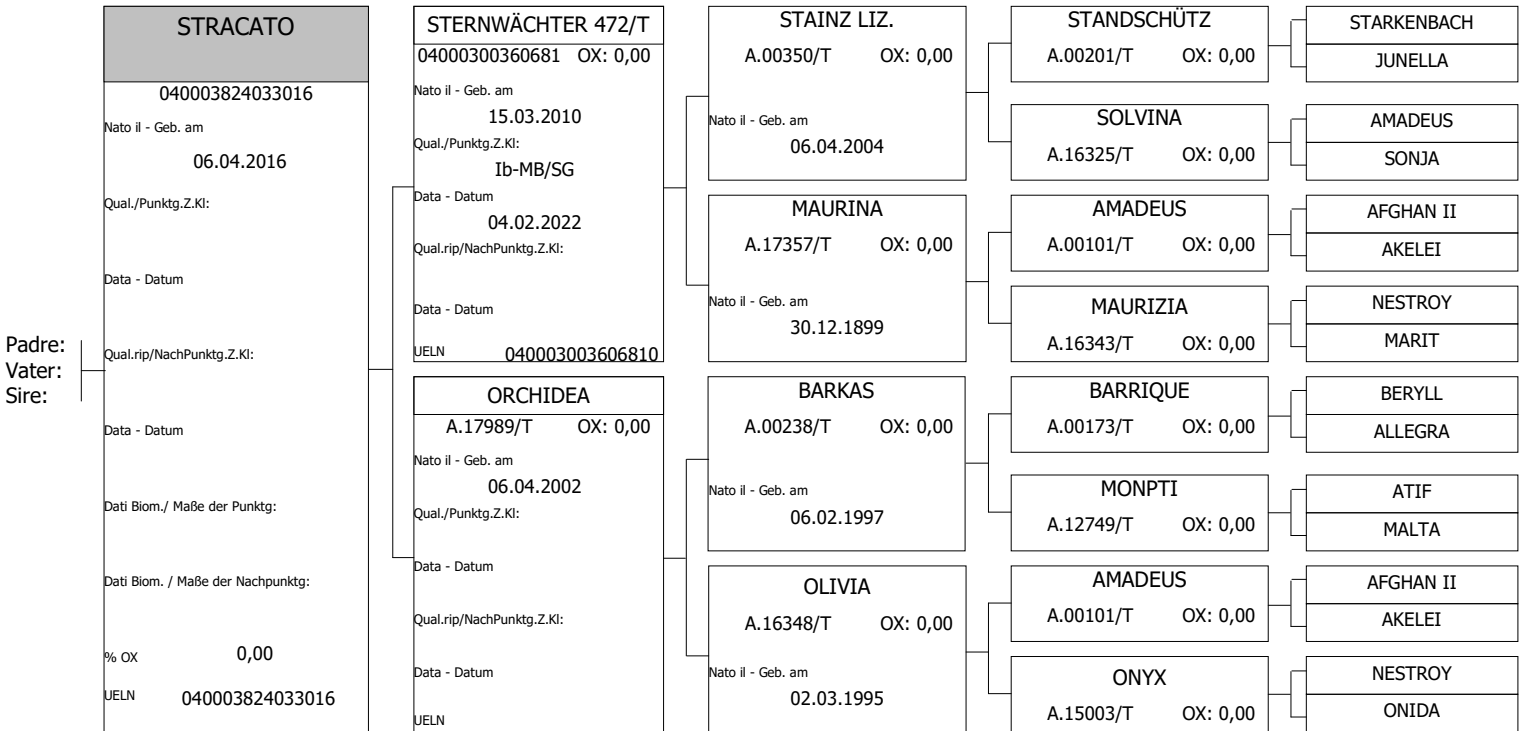 Padre:
Vater:
Sire:
STRACATO
040003824033016
Nato il - Geb. am
06.04.2016
Qual./Punktg.Z.Kl:
Data - Datum
Qual.rip/NachPunktg.Z.Kl:
Data - Datum
Dati Biom./ Maße der Punktg:
Dati Biom. / Maße der Nachpunktg:
% OX 0,00
UELN 040003824033016
STERNWÄCHTER 472/T
04000300360681 OX: 0,00
Nato il - Geb. am
15.03.2010
Qual./Punktg.Z.Kl:
Ib-MB/SG
Data - Datum
04.02.2022
Qual.rip/NachPunktg.Z.Kl:
Data - Datum
UELN 040003003606810
ORCHIDEA
A.17989/T OX: 0,00
Nato il - Geb. am
06.04.2002
Qual./Punktg.Z.Kl:
Data - Datum
Qual.rip/NachPunktg.Z.Kl:
Data - Datum
UELN
STAINZ LIZ.
A.00350/T OX: 0,00
Nato il - Geb. am
06.04.2004
MAURINA
A.17357/T OX: 0,00
Nato il - Geb. am
30.12.1899
BARKAS
A.00238/T OX: 0,00
Nato il - Geb. am
06.02.1997
OLIVIA
A.16348/T OX: 0,00
Nato il - Geb. am
02.03.1995
STANDSCHÜTZ
A.00201/T OX: 0,00
SOLVINA
A.16325/T OX: 0,00
AMADEUS
A.00101/T OX: 0,00
MAURIZIA
A.16343/T OX: 0,00
BARRIQUE
A.00173/T OX: 0,00
MONPTI
A.12749/T OX: 0,00
AMADEUS
A.00101/T OX: 0,00
ONYX
A.15003/T OX: 0,00
STARKENBACH
JUNELLA
AMADEUS
SONJA
AFGHAN II
AKELEI
NESTROY
MARIT
BERYLL
ALLEGRA
ATIF
MALTA
AFGHAN II
AKELEI
NESTROY
ONIDA